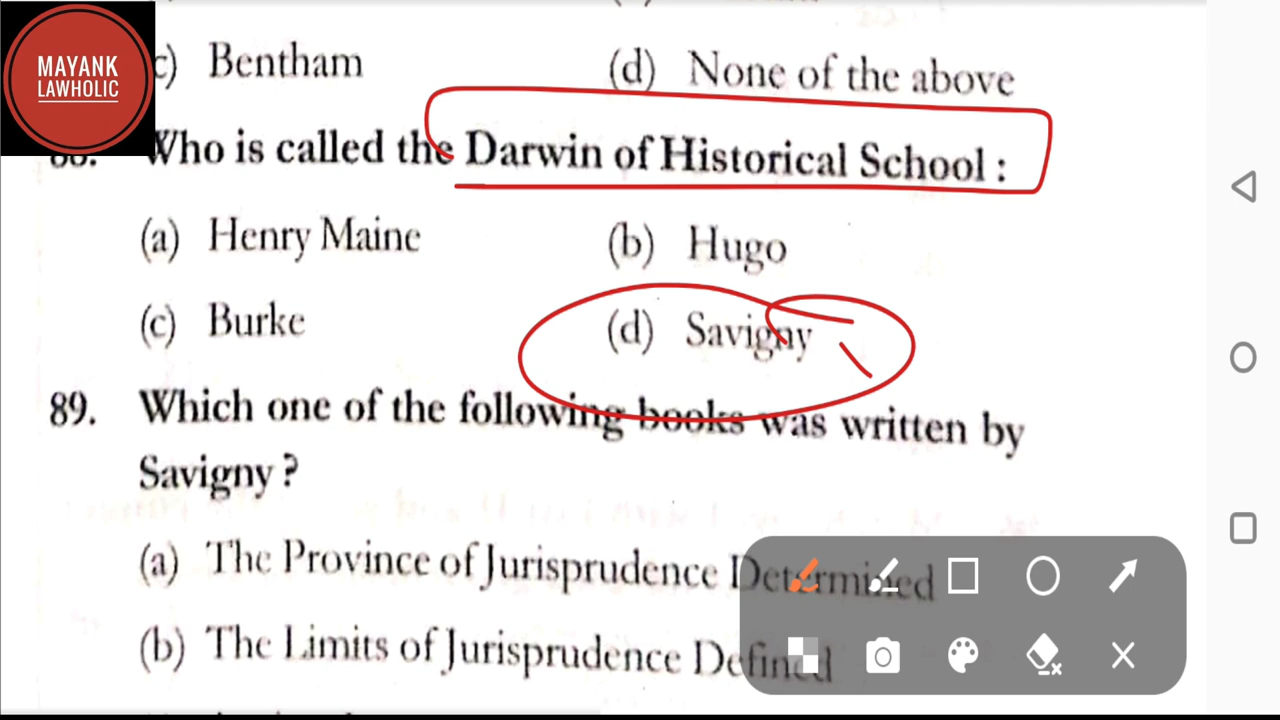 MAYANK
LAWHOLIC
c) Bentham (d) None of the above
88. Who is called the Darwin of Historical School :
(a) Henry Maine (b) Hugo
(c) Burke (d) Savigny
89. Which one of the following books was written by
Savigny ?
(a) The Province of Jurisprudence Determined
(b) The Limits of Jurisprudence Defined